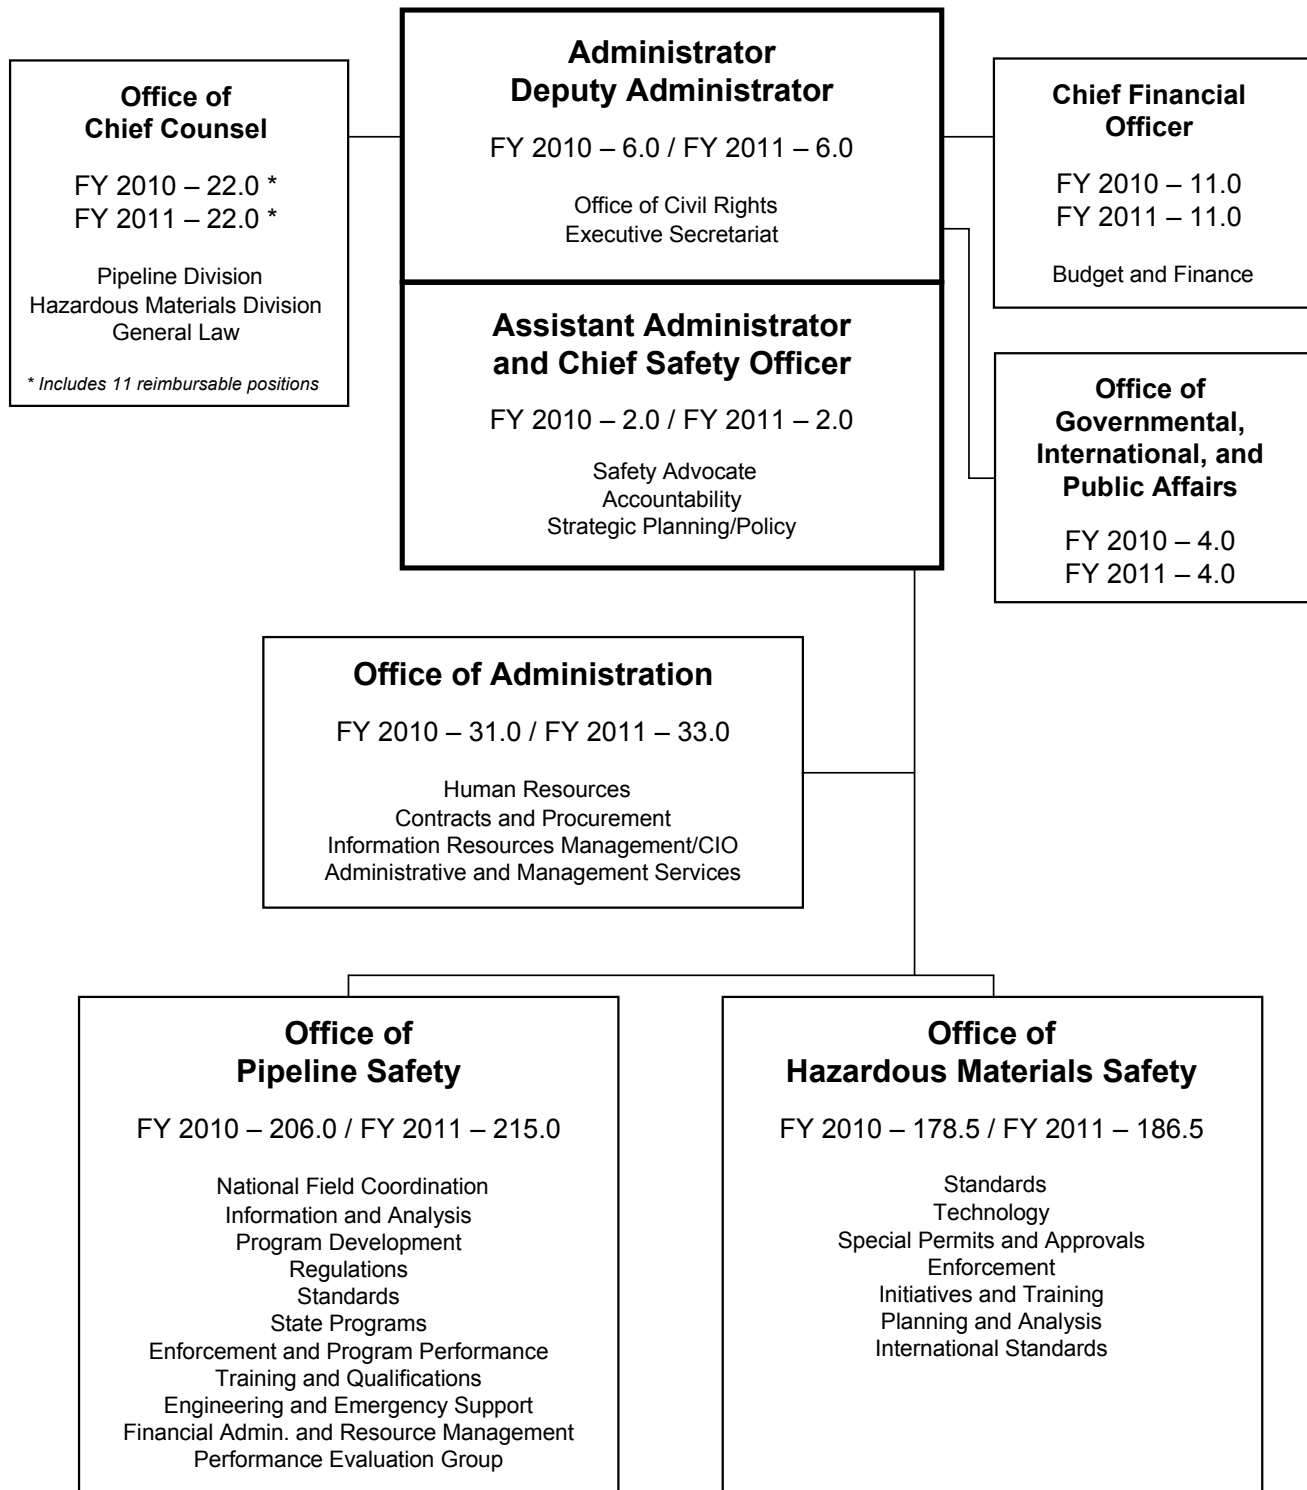 Administrator
Deputy Administrator
FY 2010 – 6.0 / FY 2011 – 6.0
Office of Civil Rights
Executive Secretariat
Office of
Chief Counsel
FY 2010 – 22.0 *
FY 2011 – 22.0 *
Pipeline Division
Hazardous Materials Division
General Law
* Includes 11 reimbursable positions
Chief Financial
Officer
FY 2010 – 11.0
FY 2011 – 11.0
Budget and Finance
Assistant Administrator
and Chief Safety Officer
FY 2010 – 2.0 / FY 2011 – 2.0
Safety Advocate
Accountability
Strategic Planning/Policy
Office of
Governmental,
International, and
Public Affairs
FY 2010 – 4.0
FY 2011 – 4.0
Office of Administration
FY 2010 – 31.0 / FY 2011 – 33.0
Human Resources
Contracts and Procurement
Information Resources Management/CIO
Administrative and Management Services
Office of
Pipeline Safety
FY 2010 – 206.0 / FY 2011 – 215.0
National Field Coordination
Information and Analysis
Program Development
Regulations
Standards
State Programs
Enforcement and Program Performance
Training and Qualifications
Engineering and Emergency Support
Financial Admin. and Resource Management
Performance Evaluation Group
Office of
Hazardous Materials Safety
FY 2010 – 178.5 / FY 2011 – 186.5
Standards
Technology
Special Permits and Approvals
Enforcement
Initiatives and Training
Planning and Analysis
International Standards